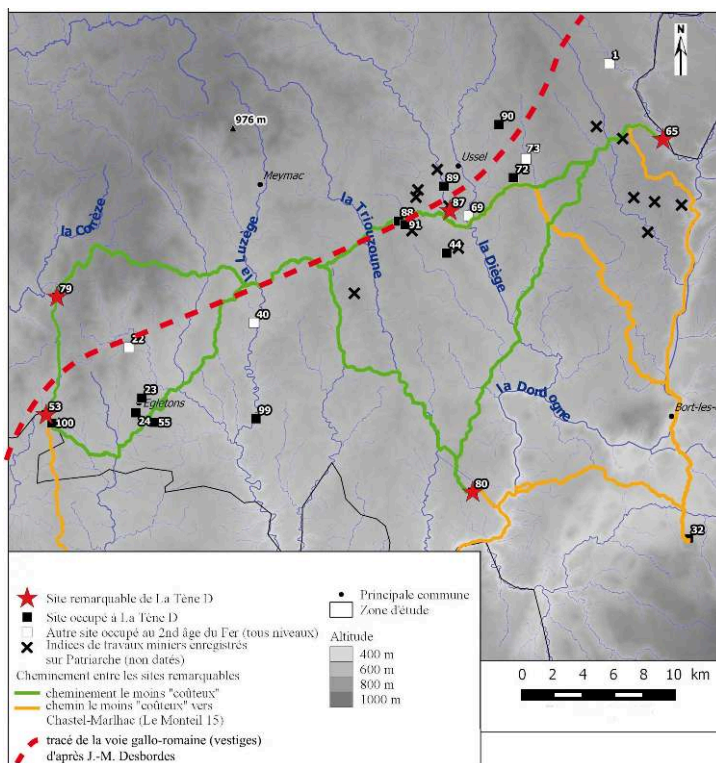 N
1
976 m
90
65
73
Ussel
72
Meymac
89
87
69
88
91
la Corrèze
la Luzège
la Triouzoune
44
la Diège
79
40
22
la Dordogne
23
Égletons
53
99
Bort-les-
100
24
55
80
32
Site remarquable de La Tène D
Site occupé à La Tène D
Autre site occupé au 2nd âge du Fer (tous niveaux)
Indices de travaux miniers enregistrés
sur Patriarche (non datés)
Cheminement entre les sites remarquables
cheminement le moins "coûteux"
chemin le moins "coûteux" vers
Chastel-Marlhac (Le Monteil 15)
tracé de la voie gallo-romaine (vestiges)
d'après J.-M. Desbordes
Principale commune
Zone d'étude
Altitude
400 m
600 m
800 m
1000 m
0 2 4 6 8 10 km